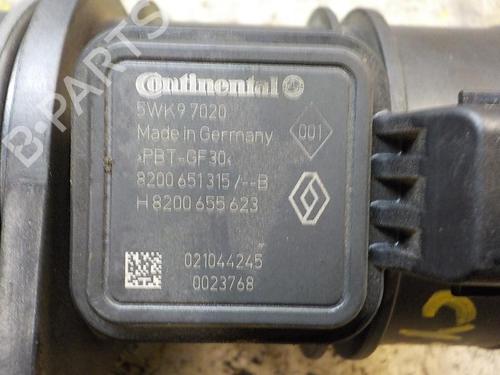 Continental
5WK9 7020
Made in Germany
001
›PBT-GF30‹
8200 651 315 /--B
H 8200 655 623
021044245
0023768
B-PARTS